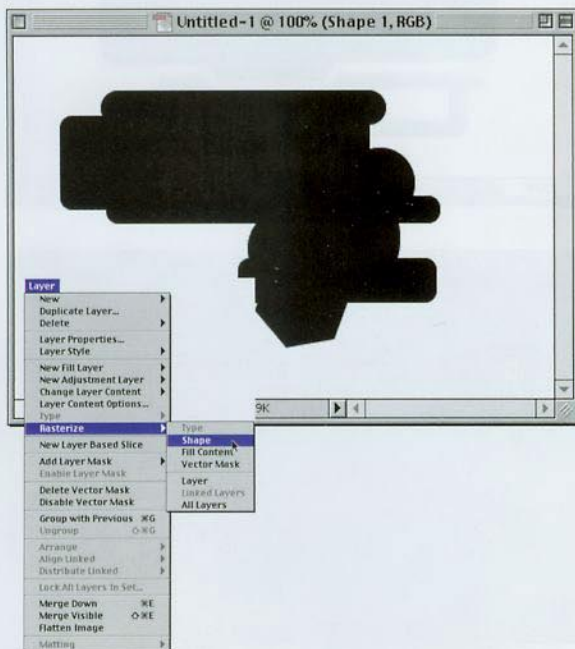 Untitled-1 @ 100% (Shape 1, RGB)
Layer
New
Duplicate Layer...
Delete
Layer Properties...
Layer Style
New Fill Layer
New Adjustment Layer
Change Layer Content
Layer Content Options...
Type
Rasterize
New Layer Based Slice
Add Layer Mask
Enable Layer Mask
Delete Vector Mask
Disable Vector Mask
Group with Previous ⌘G
Ungroup ⇧⌘G
Arrange
Align Linked
Distribute Linked
Lock All Layers In Set...
Merge Down ⌘E
Merge Visible ⇧⌘E
Flatten Image
Matting
9K
Type
Shape
Fill Content
Vector Mask
Layer
Linked Layers
All Layers